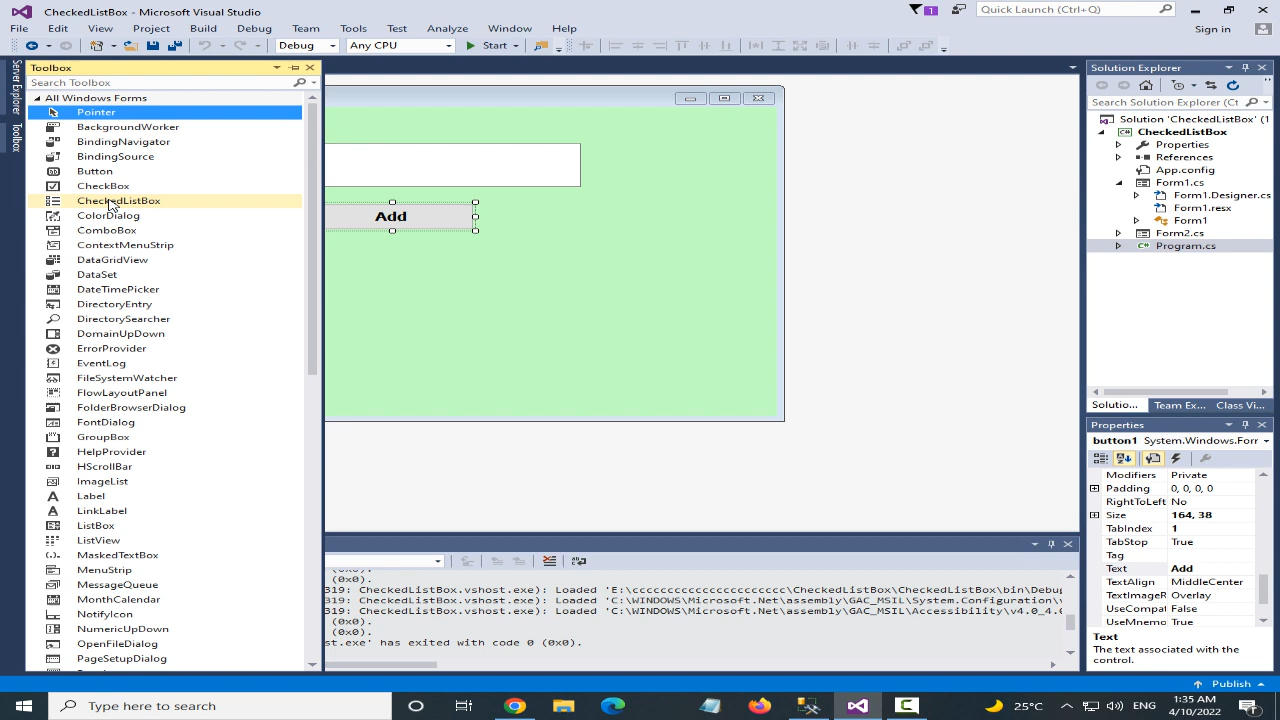 CheckedListBox - Microsoft Visual Studio
1
Quick Launch (Ctrl+Q)
File Edit View Project Build Debug Team Tools Test Analyze Window Help
Sign in
Debug Any CPU Start
Server Explorer
Toolbox
Toolbox
Search Toolbox
All Windows Forms
Pointer
BackgroundWorker
BindingNavigator
BindingSource
Button
CheckBox
CheckedListBox
ColorDialog
ComboBox
ContextMenuStrip
DataGridView
DataSet
DateTimePicker
DirectoryEntry
DirectorySearcher
DomainUpDown
ErrorProvider
EventLog
FileSystemWatcher
FlowLayoutPanel
FolderBrowserDialog
FontDialog
GroupBox
HelpProvider
HScrollBar
ImageList
Label
LinkLabel
ListBox
ListView
MaskedTextBox
MenuStrip
MessageQueue
MonthCalendar
NotifyIcon
NumericUpDown
OpenFileDialog
PageSetupDialog
Add
(0x0).
(0x0).
319: CheckedListBox.vshost.exe): Loaded 'E:\cccccccccccccccccccccc\CheckedListBox\bin\Debug
319: CheckedListBox.vshost.exe): Loaded 'C:\WINDOWS\Microsoft.Net\assembly\GAC_MSIL\System.Configuration\
319: CheckedListBox.vshost.exe): Loaded 'C:\WINDOWS\Microsoft.Net\assembly\GAC_MSIL\Accessibility\v4.0_4.0
(0x0).
(0x0).
st.exe' has exited with code 0 (0x0).
Solution Explorer
Search Solution Explorer (Ct
Solution 'CheckedListBox' (1
CheckedListBox
Properties
References
App.config
Form1.cs
Form1.Designer.cs
Form1.resx
Form1
Form2.cs
Program.cs
Solutio... Team Ex... Class Vi...
Properties
button1 System.Windows.Forr
Modifiers Private
Padding 0, 0, 0, 0
RightToLeft No
Size 164, 38
TabIndex 1
TabStop True
Tag
Text Add
TextAlign MiddleCenter
TextImageR Overlay
UseCompat False
UseMnemo True
Text
The text associated with the
control.
Publish
Type here to search
25°C
ENG
1:35 AM
4/10/2022
1